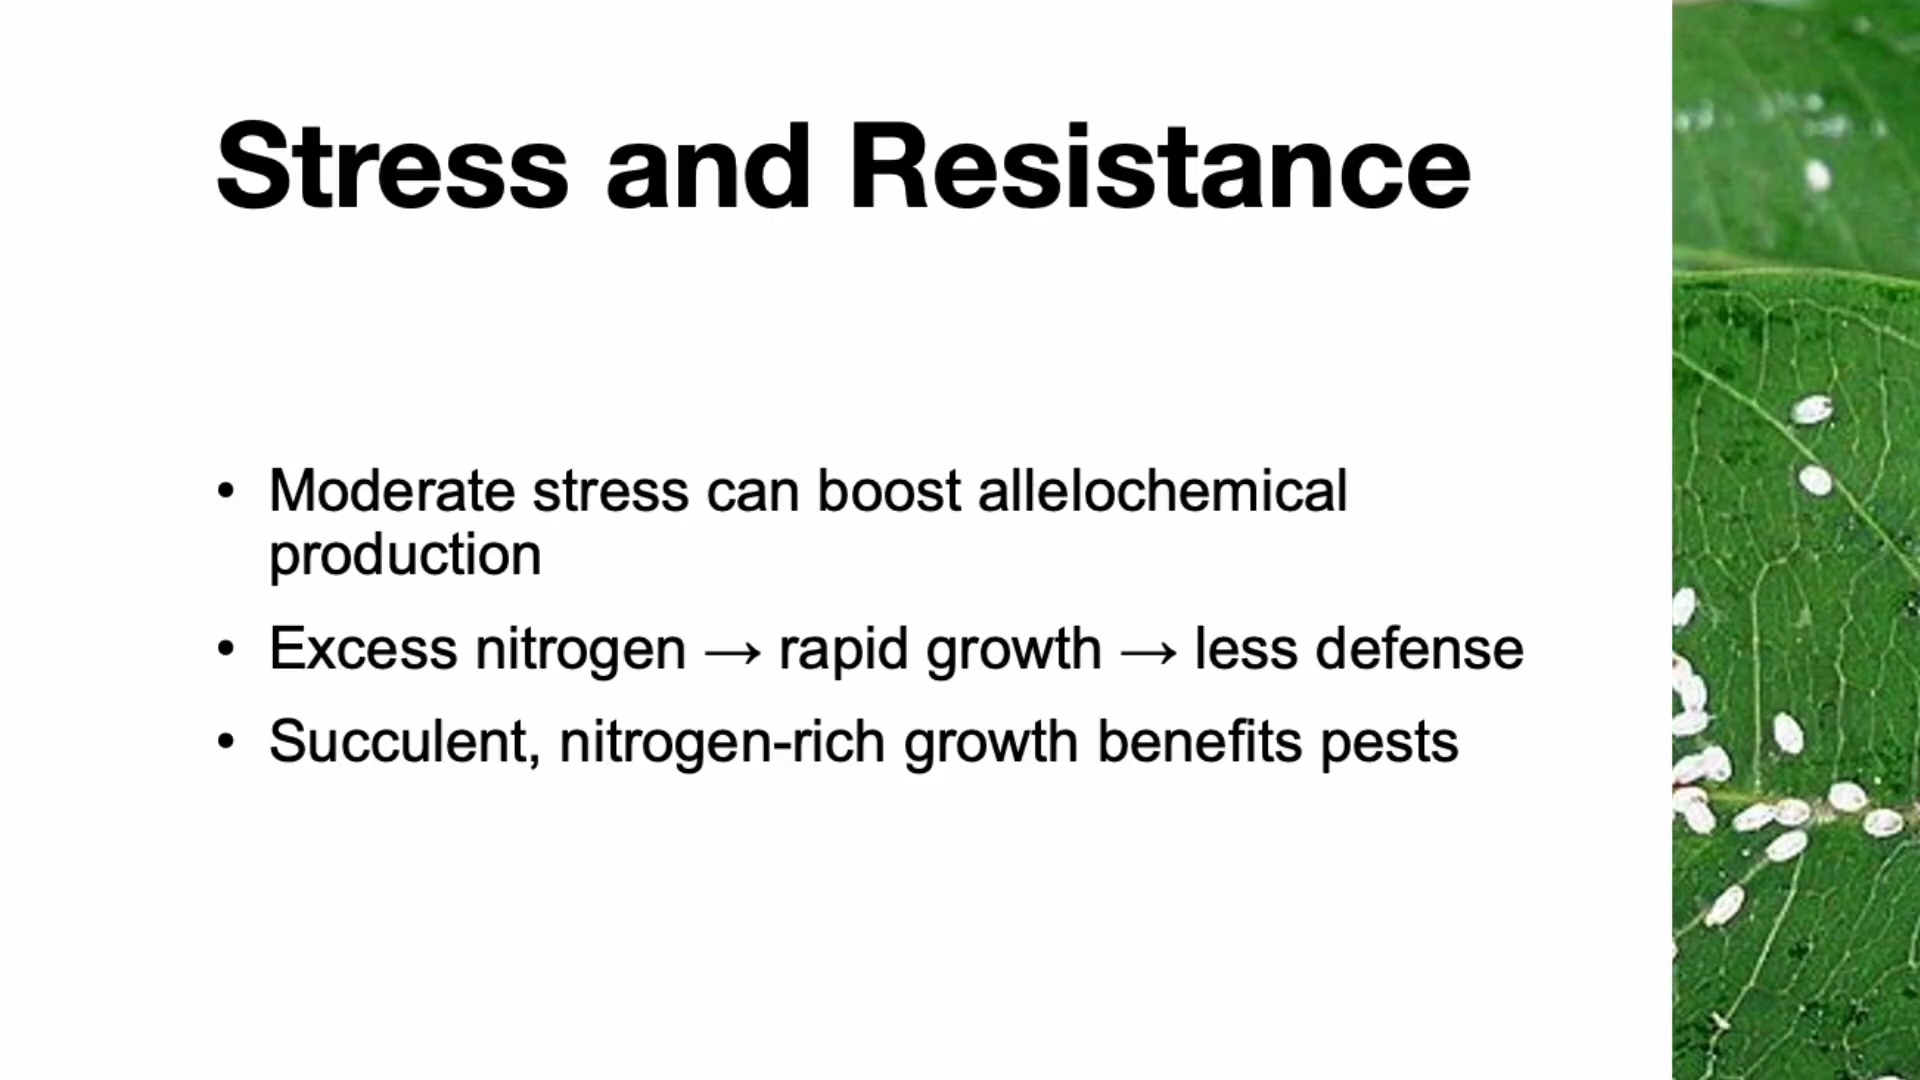 Stress and Resistance
• Moderate stress can boost allelochemical
production
• Excess nitrogen → rapid growth → less defense
• Succulent, nitrogen-rich growth benefits pests